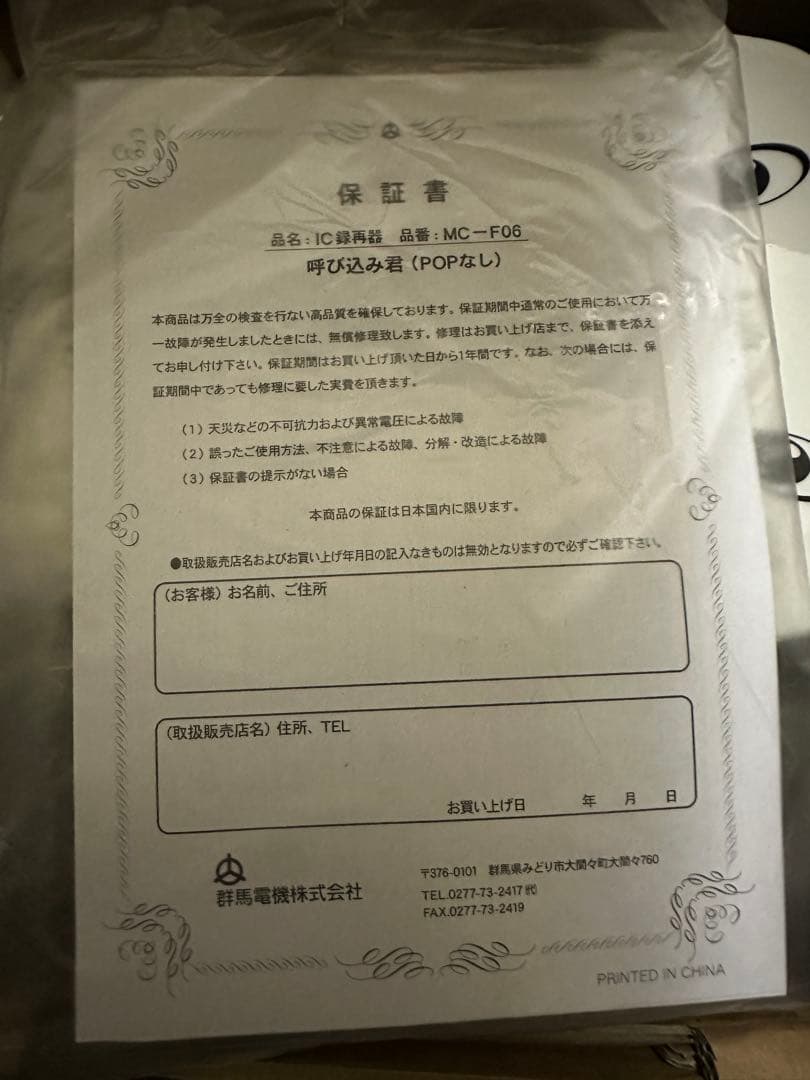 保証書
品名：IC録再器　品番：MC－F06
呼び込み君（POPなし）
本商品は万全の検査を行ない高品質を確保しております。保証期間中通常のご使用において万
一故障が発生しましたときには、無償修理致します。修理はお買い上げ店まで、保証書を添え
てお申し付け下さい。保証期間はお買い上げ頂いた日から1年間です。なお、次の場合には、保
証期間中であっても修理に要した実費を頂きます。
（1）天災などの不可抗力および異常電圧による故障
（2）誤ったご使用方法、不注意による故障、分解・改造による故障
（3）保証書の提示がない場合
本商品の保証は日本国内に限ります。
●取扱販売店名およびお買い上げ年月日の記入なきものは無効となりますので必ずご確認下さい。
（お客様）お名前、ご住所
（取扱販売店名）住所、TEL
お買い上げ日　年　月　日
群馬電機株式会社
〒376-0101　群馬県みどり市大間々町大間々760
TEL.0277-73-2417㈹
FAX.0277-73-2419
PRINTED IN CHINA